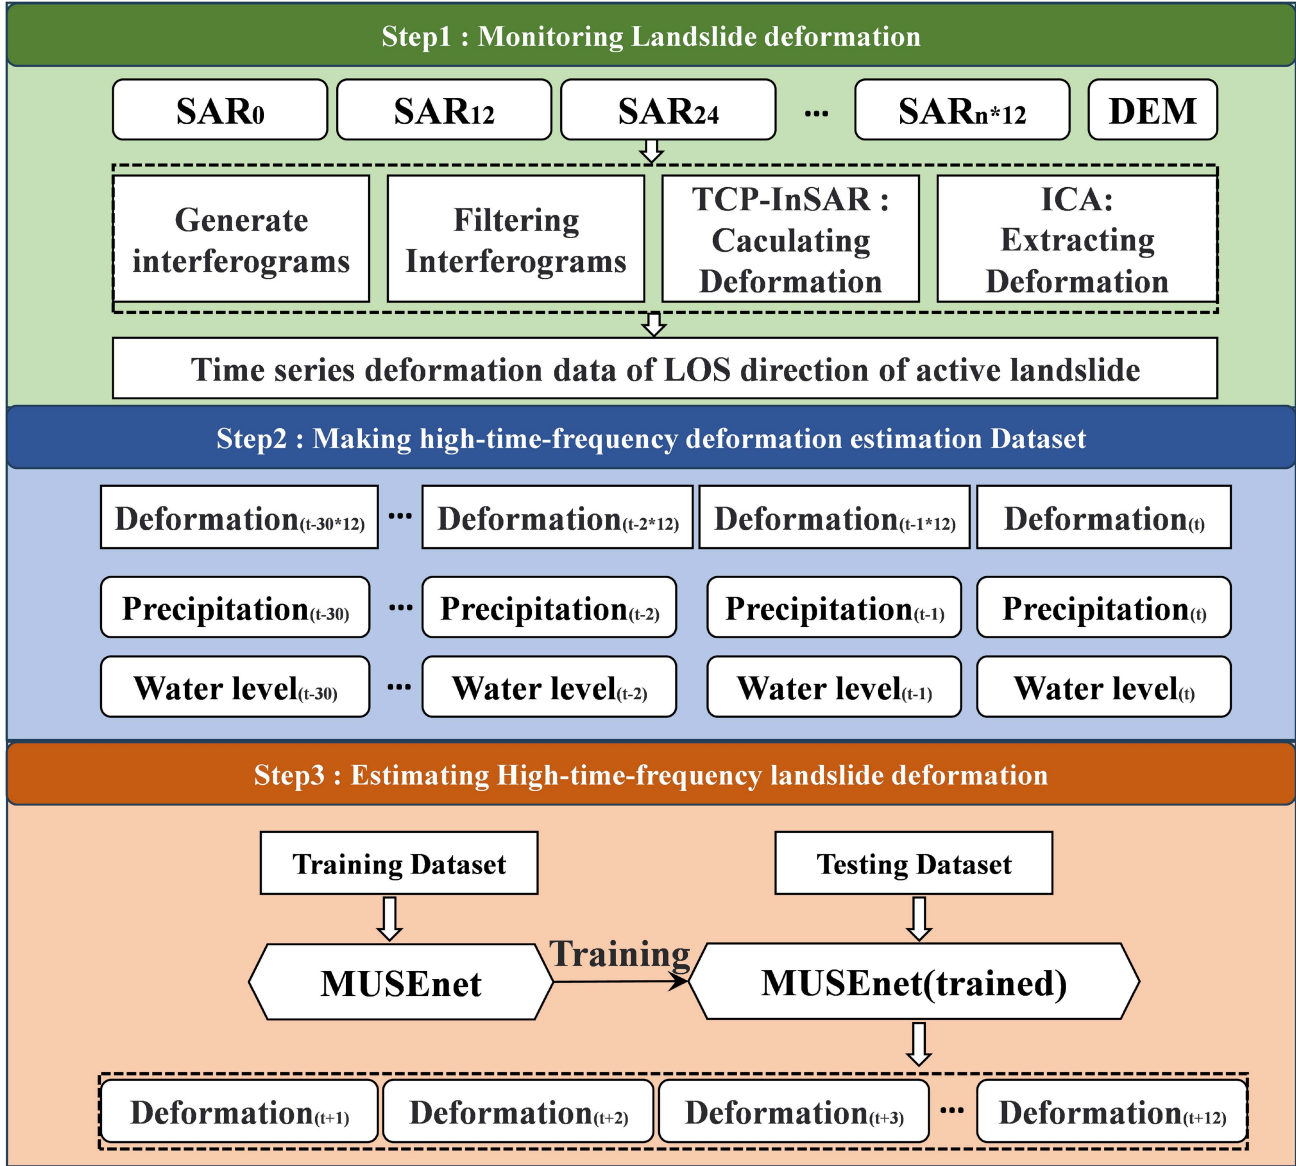 Step1 : Monitoring Landslide deformation
SAR0 SAR12 SAR24 ... SARn*12 DEM
Generate interferograms
Filtering Interferograms
TCP-InSAR : Caculating Deformation
ICA: Extracting Deformation
Time series deformation data of LOS direction of active landslide
Step2 : Making high-time-frequency deformation estimation Dataset
Deformation(t-30*12) ... Deformation(t-2*12) Deformation(t-1*12) Deformation(t)
Precipitation(t-30) ... Precipitation(t-2) Precipitation(t-1) Precipitation(t)
Water level(t-30) ... Water level(t-2) Water level(t-1) Water level(t)
Step3 : Estimating High-time-frequency landslide deformation
Training Dataset Testing Dataset
MUSEnet Training MUSEnet(trained)
Deformation(t+1) Deformation(t+2) Deformation(t+3) ... Deformation(t+12)